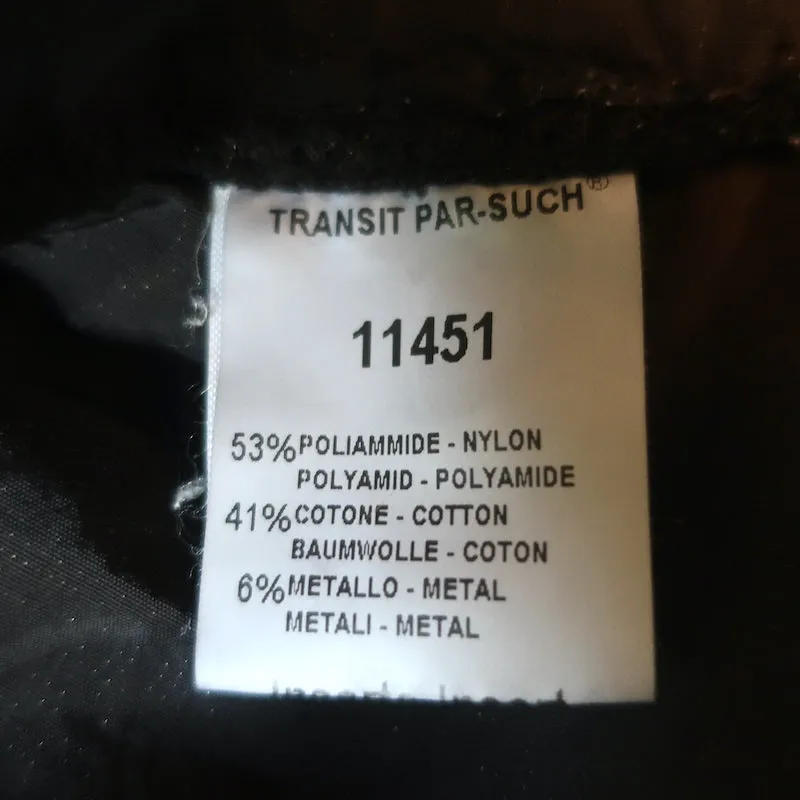 TRANSIT PAR-SUCH®
11451
53% POLIAMMIDE - NYLON
POLYAMID - POLYAMIDE
41% COTONE - COTTON
BAUMWOLLE - COTON
6% METALLO - METAL
METALI - METAL